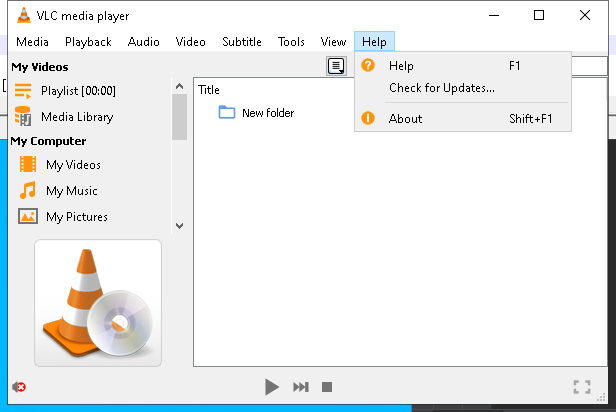 VLC media player
Media Playback Audio Video Subtitle Tools View Help
My Videos
Playlist [00:00]
Media Library
My Computer
My Videos
My Music
My Pictures
Title
New folder
Help F1
Check for Updates...
About Shift+F1